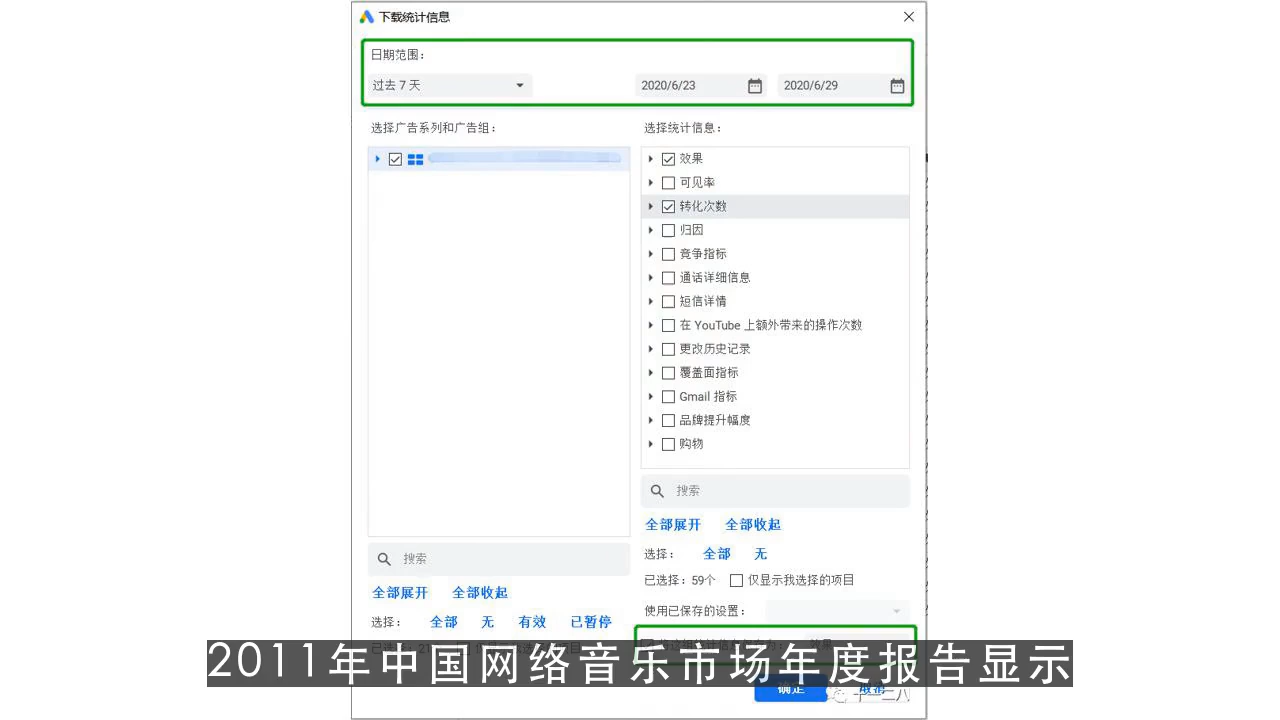 下载统计信息
日期范围：
过去 7 天
2020/6/23
2020/6/29
选择广告系列和广告组：
选择统计信息：
效果
可见率
转化次数
归因
竞争指标
通话详细信息
短信详情
在 YouTube 上额外带来的操作次数
更改历史记录
覆盖面指标
Gmail 指标
品牌提升幅度
购物
搜索
全部展开 全部收起
选择： 全部 无
已选择：59个 仅显示我选择的项目
使用已保存的设置：
搜索
全部展开 全部收起
选择： 全部 无 有效 已暂停
2011年中国网络音乐市场年度报告显示
确定
取消
十一二八